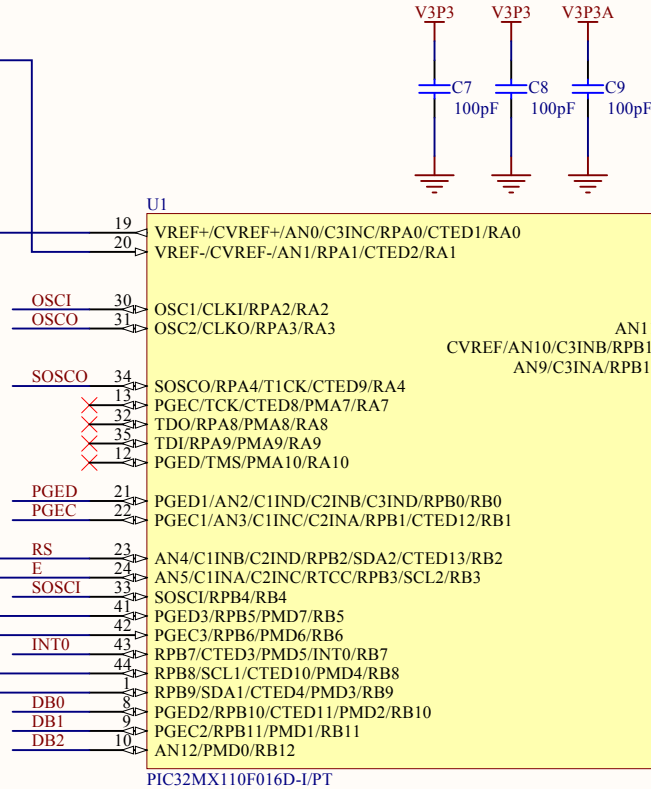 V3P3 V3P3 V3P3A
C7 C8 C9
100pF 100pF 100pF
U1
19 VREF+/CVREF+/AN0/C3INC/RPA0/CTED1/RA0
20 VREF-/CVREF-/AN1/RPA1/CTED2/RA1
OSCI 30 OSC1/CLKI/RPA2/RA2
OSCO 31 OSC2/CLKO/RPA3/RA3
AN1
CVREF/AN10/C3INB/RPB1
AN9/C3INA/RPB1
SOSCO 34 SOSCO/RPA4/T1CK/CTED9/RA4
13 PGEC/TCK/CTED8/PMA7/RA7
32 TDO/RPA8/PMA8/RA8
35 TDI/RPA9/PMA9/RA9
12 PGED/TMS/PMA10/RA10
PGED 21 PGED1/AN2/C1IND/C2INB/C3IND/RPB0/RB0
PGEC 22 PGEC1/AN3/C1INC/C2INA/RPB1/CTED12/RB1
RS 23 AN4/C1INB/C2IND/RPB2/SDA2/CTED13/RB2
E 24 AN5/C1INA/C2INC/RTCC/RPB3/SCL2/RB3
SOSCI 33 SOSCI/RPB4/RB4
41 PGED3/RPB5/PMD7/RB5
42 PGEC3/RPB6/PMD6/RB6
INT0 43 RPB7/CTED3/PMD5/INT0/RB7
44 RPB8/SCL1/CTED10/PMD4/RB8
1 RPB9/SDA1/CTED4/PMD3/RB9
DB0 8 PGED2/RPB10/CTED11/PMD2/RB10
DB1 9 PGEC2/RPB11/PMD1/RB11
DB2 10 AN12/PMD0/RB12
PIC32MX110F016D-I/PT